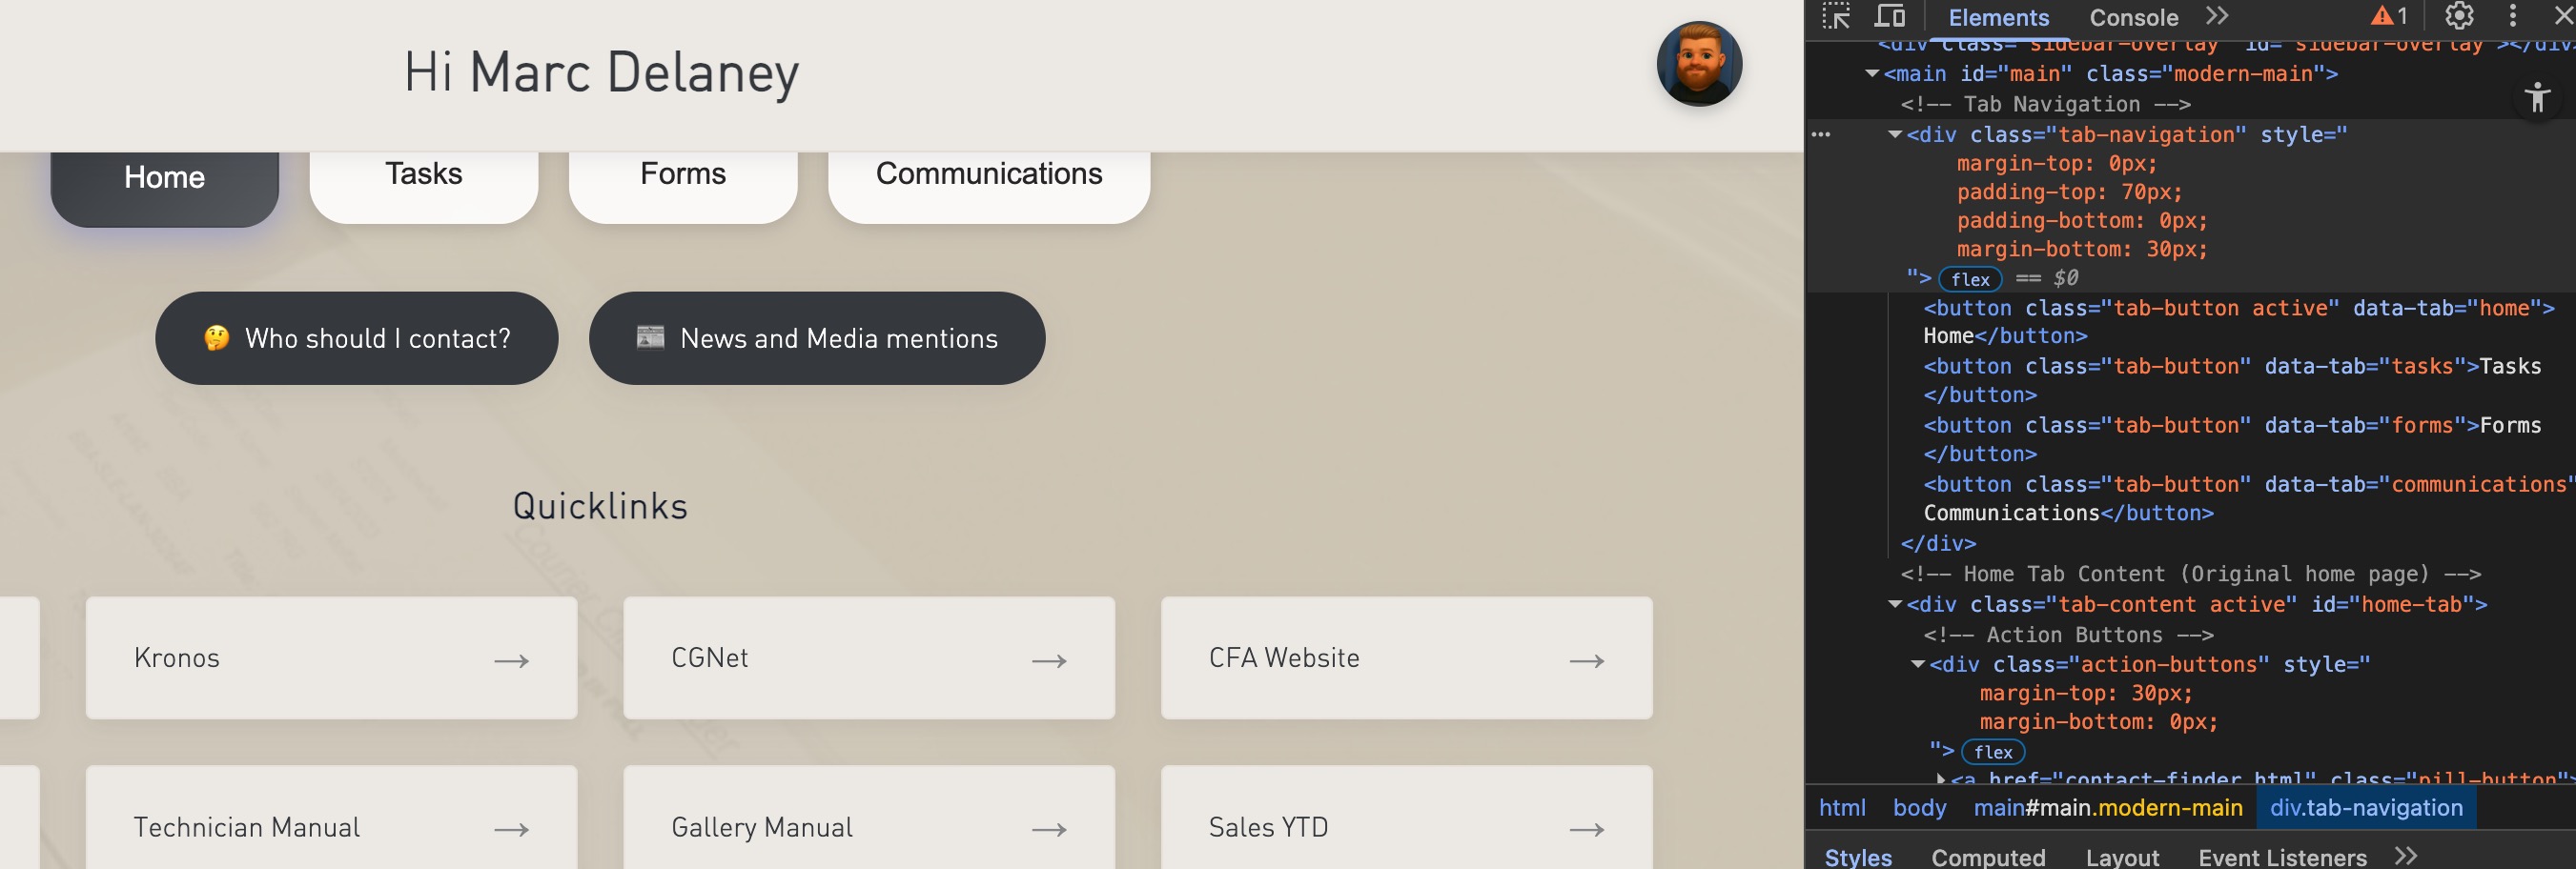 Hi Marc Delaney
Home
Tasks
Forms
Communications
🤔 Who should I contact?
📰 News and Media mentions
Quicklinks
Kronos →
CGNet →
CFA Website →
Technician Manual →
Gallery Manual →
Sales YTD →
Elements
Console
1
<div class="sidebar-overlay" id="sidebar-overlay"></div>
<main id="main" class="modern-main">
<!-- Tab Navigation -->
<div class="tab-navigation" style="
margin-top: 0px;
padding-top: 70px;
padding-bottom: 0px;
margin-bottom: 30px;
"> flex == $0
<button class="tab-button active" data-tab="home">
Home</button>
<button class="tab-button" data-tab="tasks">Tasks
</button>
<button class="tab-button" data-tab="forms">Forms
</button>
<button class="tab-button" data-tab="communications"
Communications</button>
</div>
<!-- Home Tab Content (Original home page) -->
<div class="tab-content active" id="home-tab">
<!-- Action Buttons -->
<div class="action-buttons" style="
margin-top: 30px;
margin-bottom: 0px;
"> flex
<a href="contact-finder.html" class="pill-button">
html body main#main.modern-main div.tab-navigation
Styles Computed Layout Event Listeners